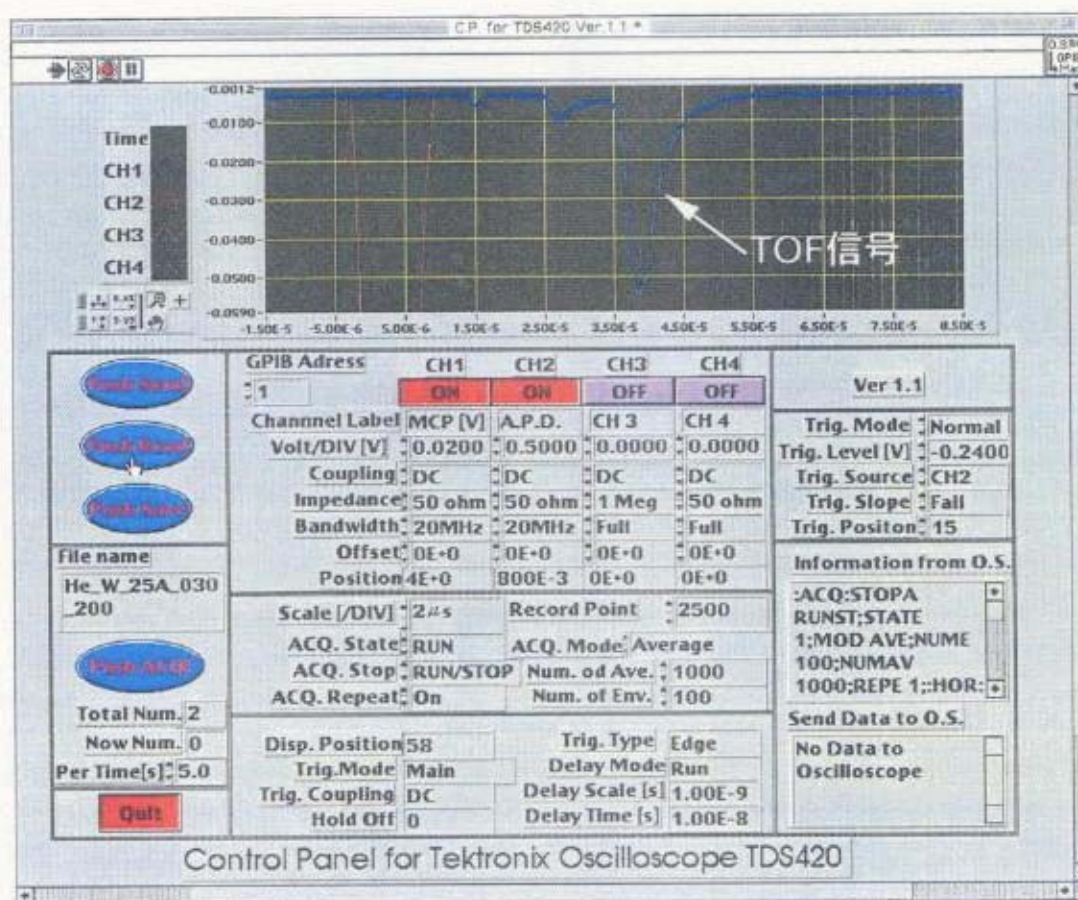 C.P. for TDS420 Ver.1.1 *
-0.0012
-0.0100
-0.0200
-0.0300
-0.0400
-0.0500
-0.0590
Time
CH1
CH2
CH3
CH4
TOF信号
-1.50E-5 -5.00E-6 5.00E-6 1.50E-5 2.50E-5 3.50E-5 4.50E-5 5.50E-5 6.50E-5 7.50E-5 8.50E-5
GPIB Adress CH1 CH2 CH3 CH4
1 ON ON OFF OFF
Channnel Label MCP [V] A.P.D. CH 3 CH 4
Volt/DIV [V] 0.0200 0.5000 0.0000 0.0000
Coupling DC DC DC DC
Impedance 50 ohm 50 ohm 1 Meg 50 ohm
Bandwidth 20MHz 20MHz Full Full
Offset 0E+0 0E+0 0E+0 0E+0
Position 4E+0 800E-3 0E+0 0E+0
Ver 1.1
Trig. Mode Normal
Trig. Level [V] -0.2400
Trig. Source CH2
Trig. Slope Fall
Trig. Positon 15
File name
He_W_25A_030
_200
Total Num. 2
Now Num. 0
Per Time[s] 5.0
Quit
Scale [/DIV] 2μs Record Point 2500
ACQ. State RUN ACQ. Mode Average
ACQ. Stop RUN/STOP Num. od Ave. 1000
ACQ. Repeat On Num. of Env. 100
Disp. Position 58 Trig. Type Edge
Trig.Mode Main Delay Mode Run
Trig. Coupling DC Delay Scale [s] 1.00E-9
Hold Off 0 Delay Time [s] 1.00E-8
Information from O.S.
:ACQ:STOPA
RUNST;STATE
1;MOD AVE;NUME
100;NUMAV
1000;REPE 1;:HOR:
Send Data to O.S.
No Data to
Oscilloscope
Control Panel for Tektronix Oscilloscope TDS420